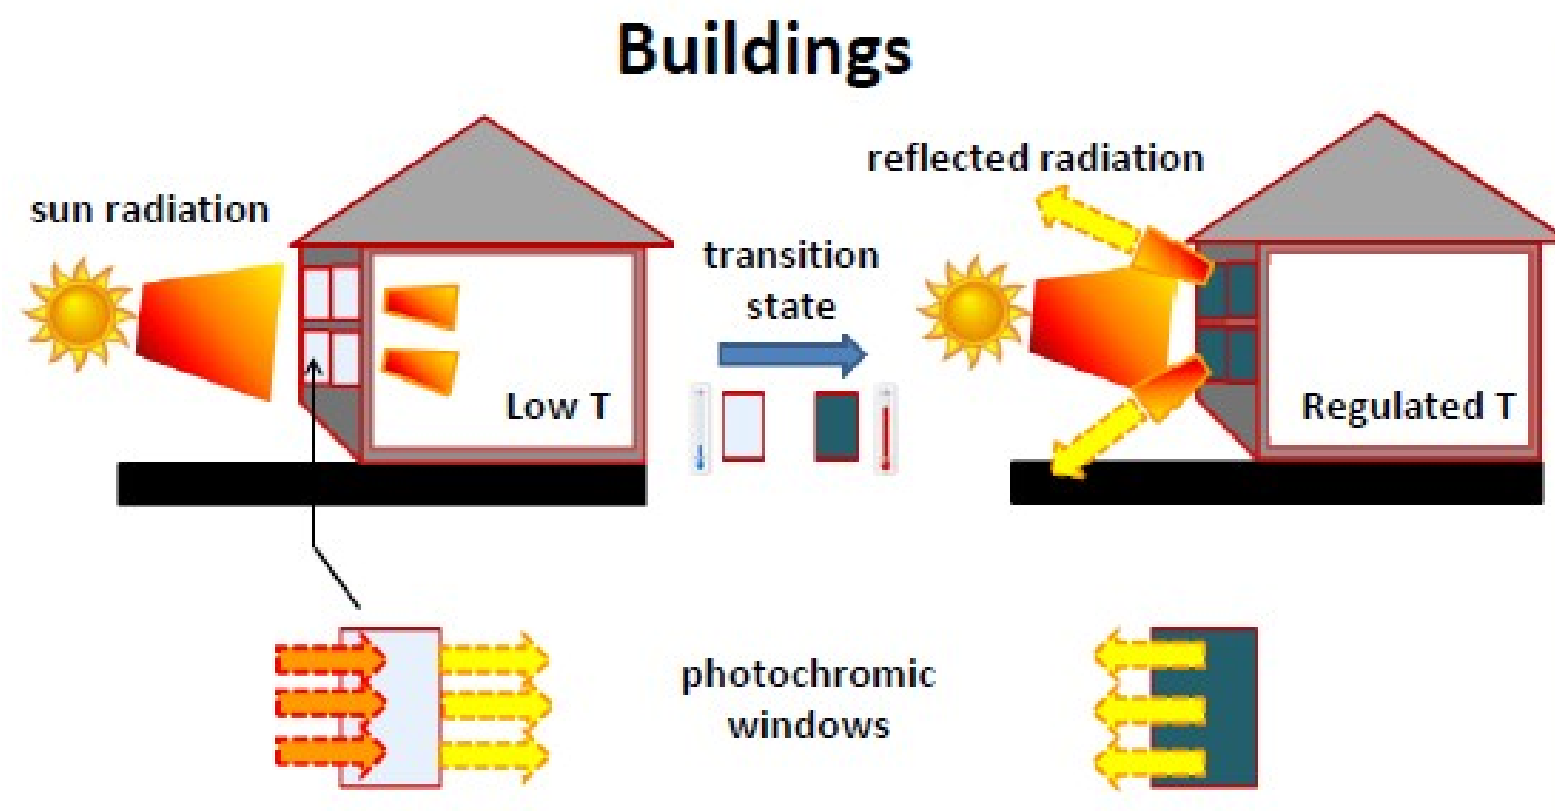 Buildings
sun radiation
reflected radiation
transition
state
Low T
Regulated T
photochromic
windows